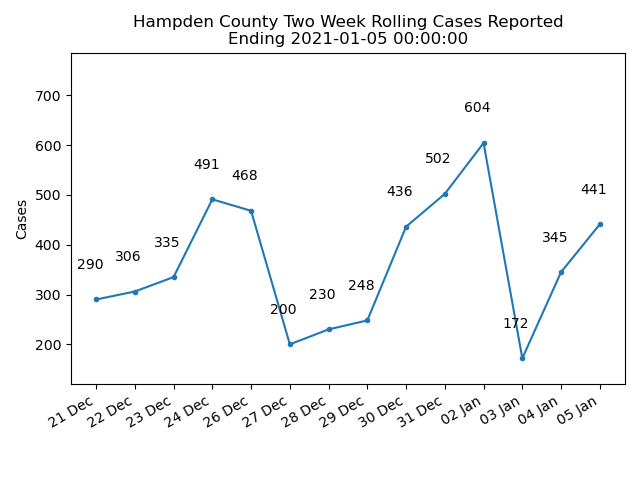 Hampden County Two Week Rolling Cases Reported
Ending 2021-01-05 00:00:00
Cases
700
600
500
400
300
200
290
306
335
491
468
200
230
248
436
502
604
172
345
441
21 Dec
22 Dec
23 Dec
24 Dec
26 Dec
27 Dec
28 Dec
29 Dec
30 Dec
31 Dec
02 Jan
03 Jan
04 Jan
05 Jan